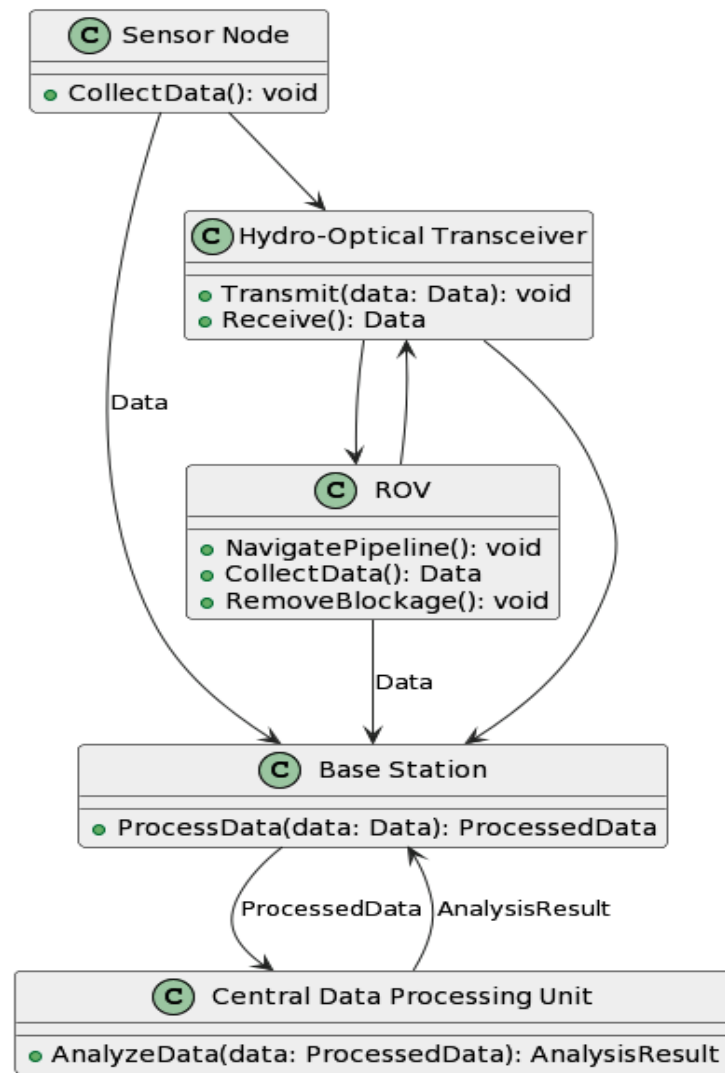 C Sensor Node
CollectData(): void
C Hydro-Optical Transceiver
Transmit(data: Data): void
Receive(): Data
Data
C ROV
NavigatePipeline(): void
CollectData(): Data
RemoveBlockage(): void
Data
C Base Station
ProcessData(data: Data): ProcessedData
ProcessedData
AnalysisResult
C Central Data Processing Unit
AnalyzeData(data: ProcessedData): AnalysisResult